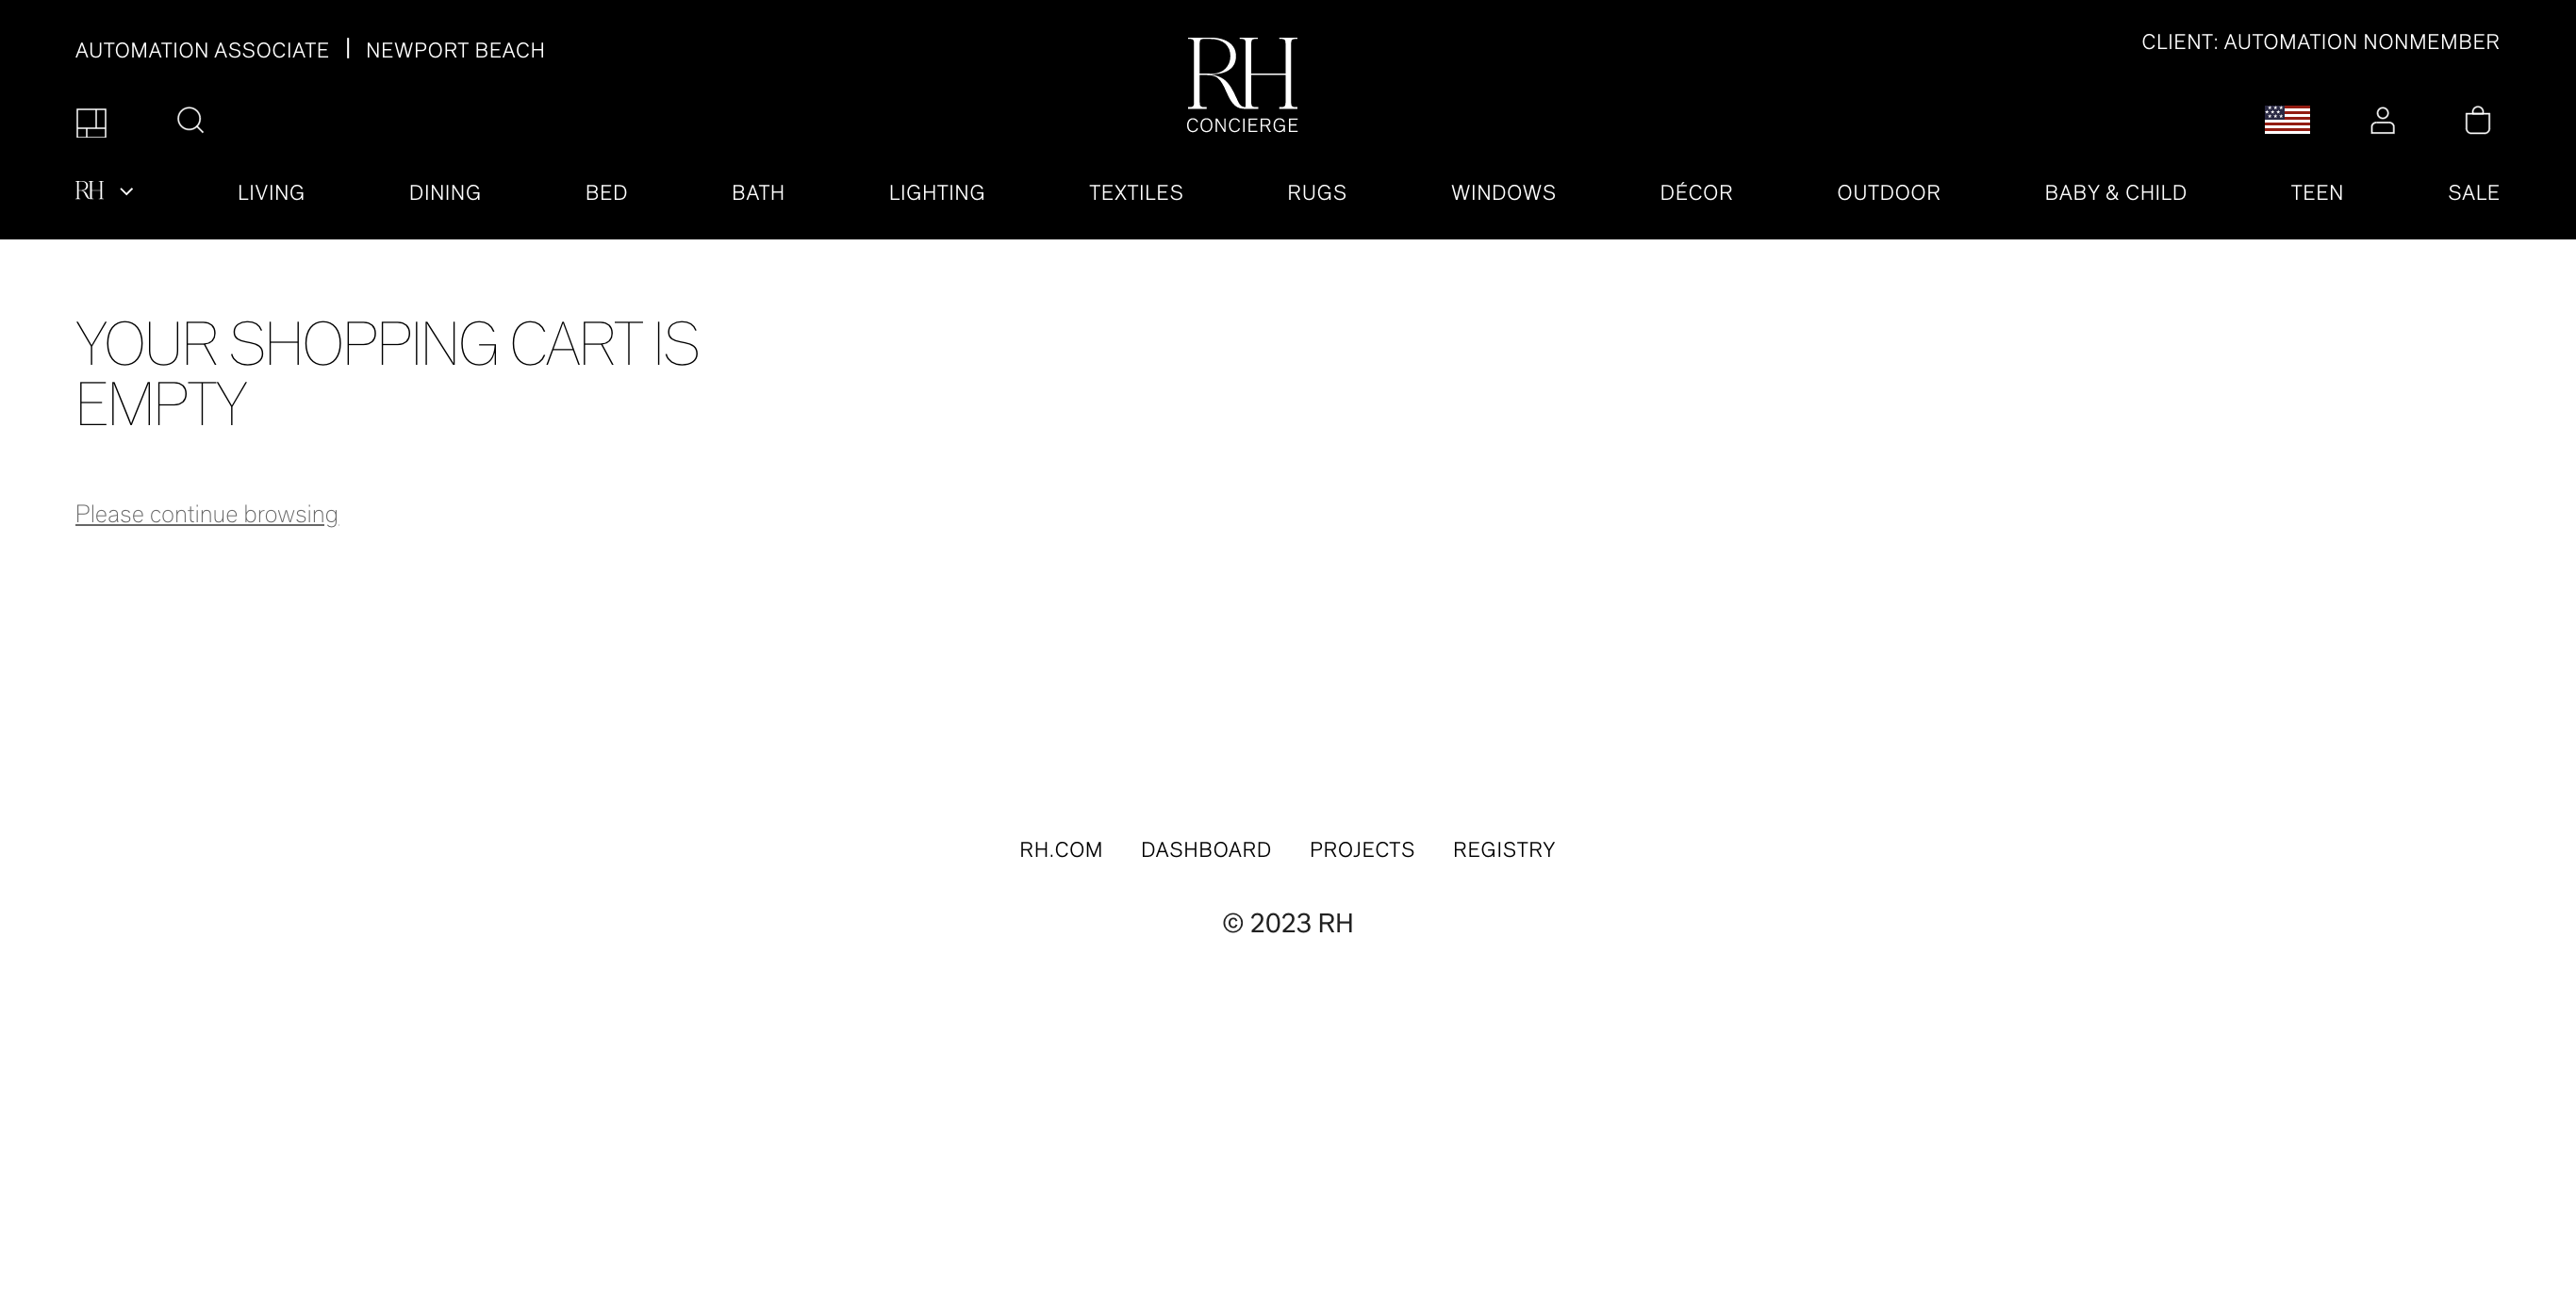 AUTOMATION ASSOCIATE | NEWPORT BEACH
CLIENT: AUTOMATION NONMEMBER
RH
CONCIERGE
RH LIVING DINING BED BATH LIGHTING TEXTILES RUGS WINDOWS DÉCOR OUTDOOR BABY & CHILD TEEN SALE
YOUR SHOPPING CART IS
EMPTY
Please continue browsing
RH.COM DASHBOARD PROJECTS REGISTRY
© 2023 RH